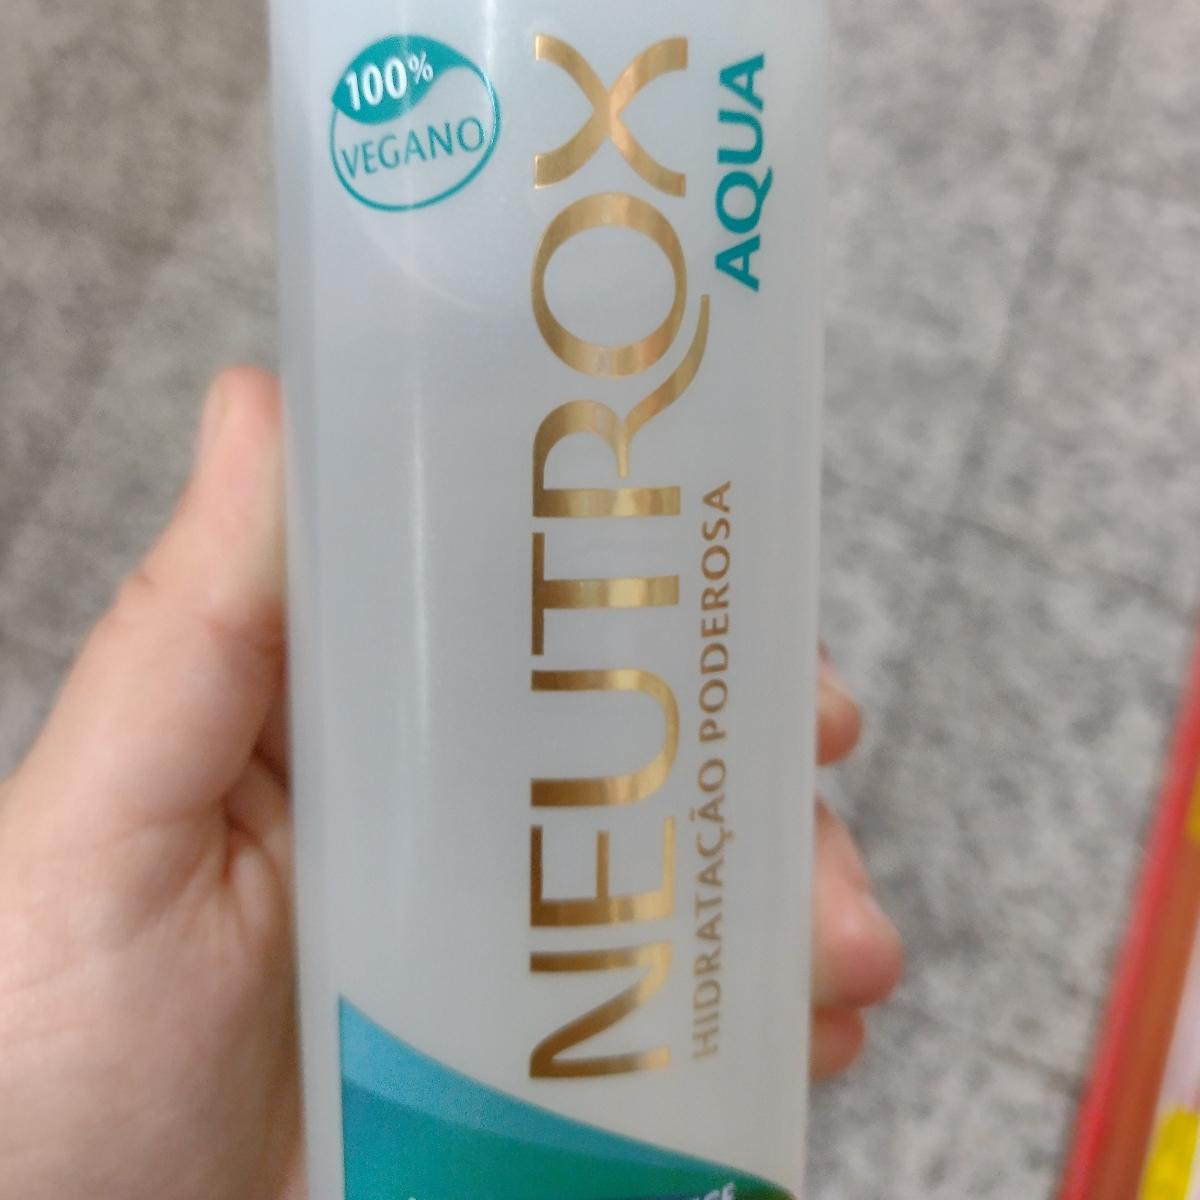 100%
VEGANO
NEUTROX
AQUA
HIDRATAÇÃO PODEROSA